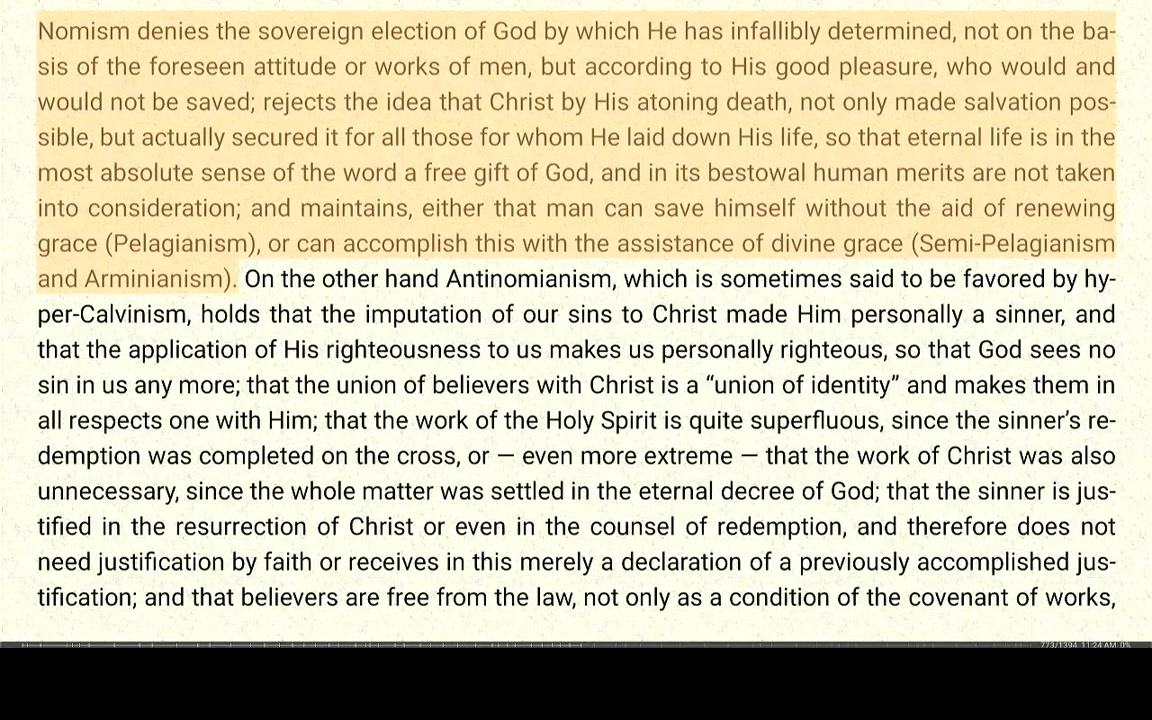 Nomism denies the sovereign election of God by which He has infallibly determined, not on the ba-
sis of the foreseen attitude or works of men, but according to His good pleasure, who would and
would not be saved; rejects the idea that Christ by His atoning death, not only made salvation pos-
sible, but actually secured it for all those for whom He laid down His life, so that eternal life is in the
most absolute sense of the word a free gift of God, and in its bestowal human merits are not taken
into consideration; and maintains, either that man can save himself without the aid of renewing
grace (Pelagianism), or can accomplish this with the assistance of divine grace (Semi-Pelagianism
and Arminianism). On the other hand Antinomianism, which is sometimes said to be favored by hy-
per-Calvinism, holds that the imputation of our sins to Christ made Him personally a sinner, and
that the application of His righteousness to us makes us personally righteous, so that God sees no
sin in us any more; that the union of believers with Christ is a “union of identity” and makes them in
all respects one with Him; that the work of the Holy Spirit is quite superfluous, since the sinner’s re-
demption was completed on the cross, or — even more extreme — that the work of Christ was also
unnecessary, since the whole matter was settled in the eternal decree of God; that the sinner is jus-
tified in the resurrection of Christ or even in the counsel of redemption, and therefore does not
need justification by faith or receives in this merely a declaration of a previously accomplished jus-
tification; and that believers are free from the law, not only as a condition of the covenant of works,
773/1394 11:24 AM 0%